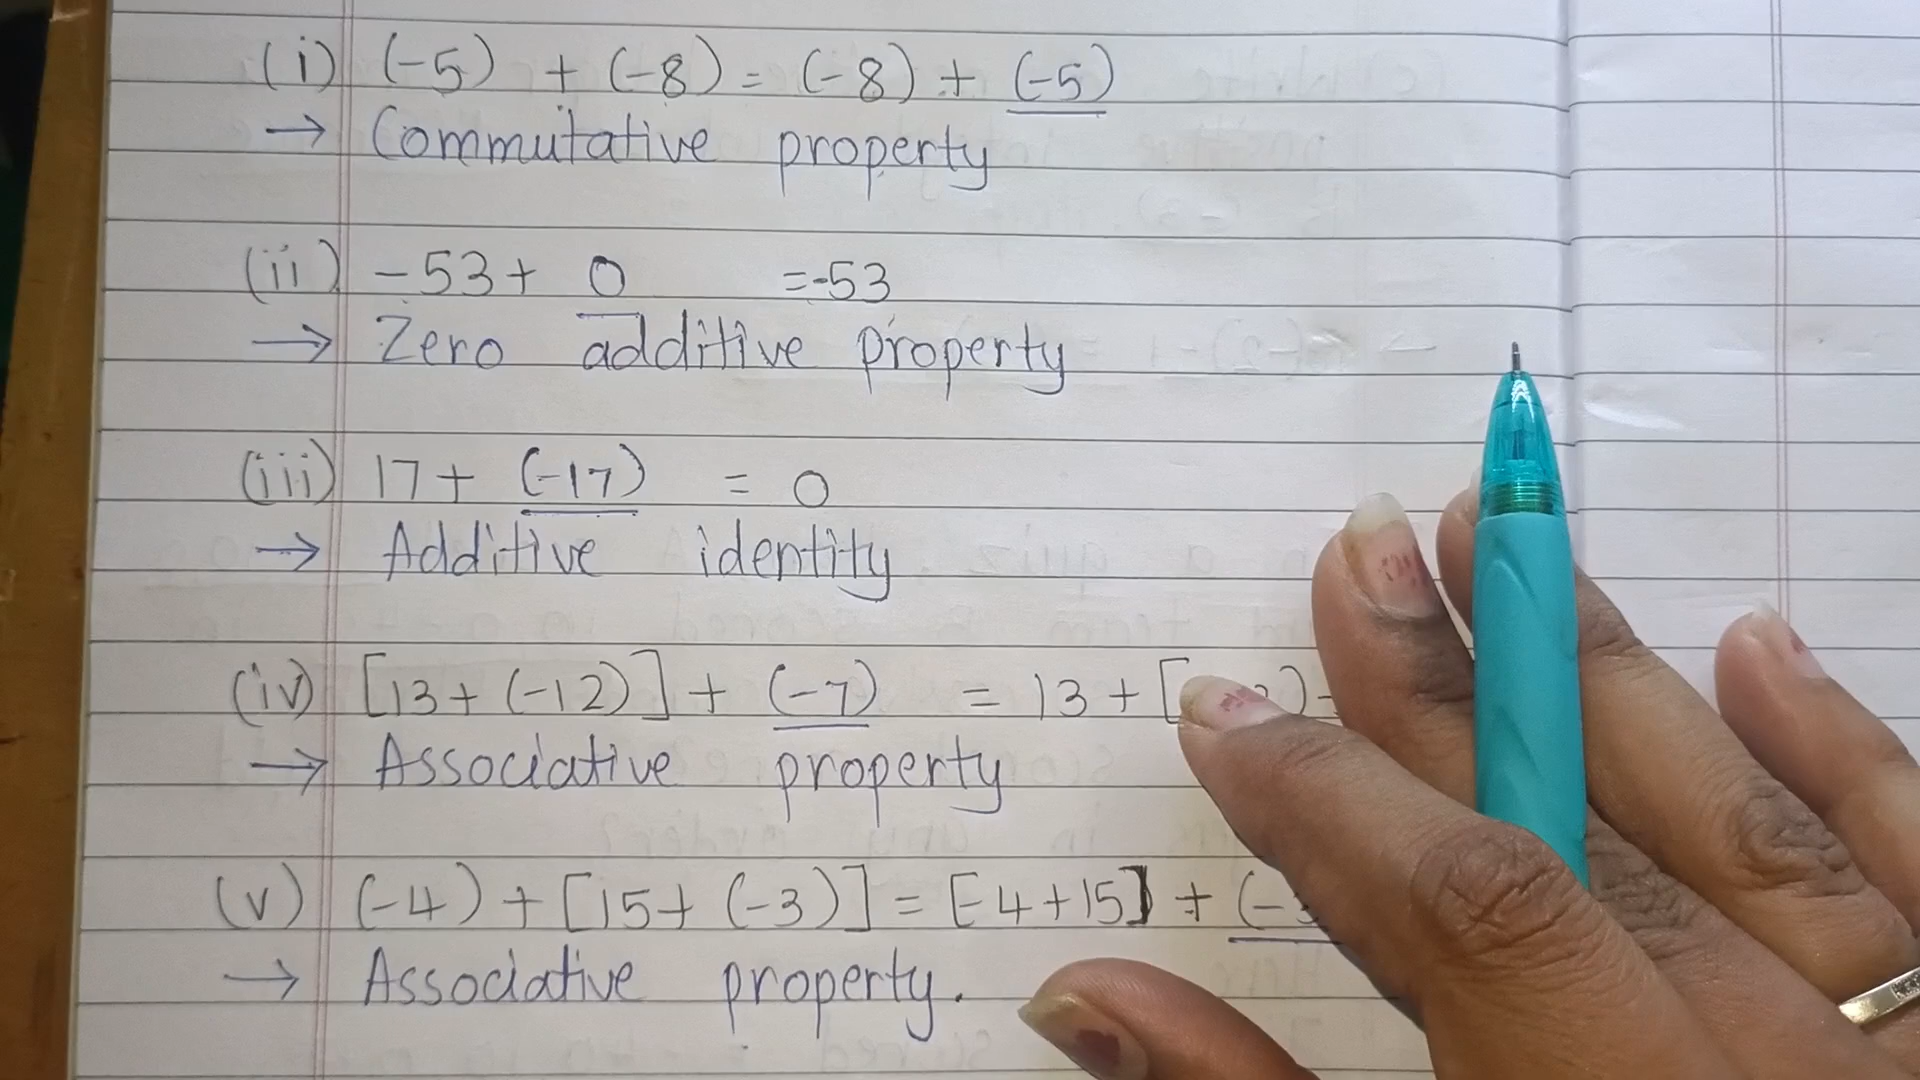 (i) (-5) + (-8) = (-8) + (-5)
→ Commutative property
(ii) -53 + 0 = -53
→ Zero additive property
(iii) 17 + (-17) = 0
→ Additive identity
(iv) [13 + (-12)] + (-7) = 13 + [
→ Associative property
(v) (-4) + [15 + (-3)] = [-4 + 15] + (-
→ Associative property.